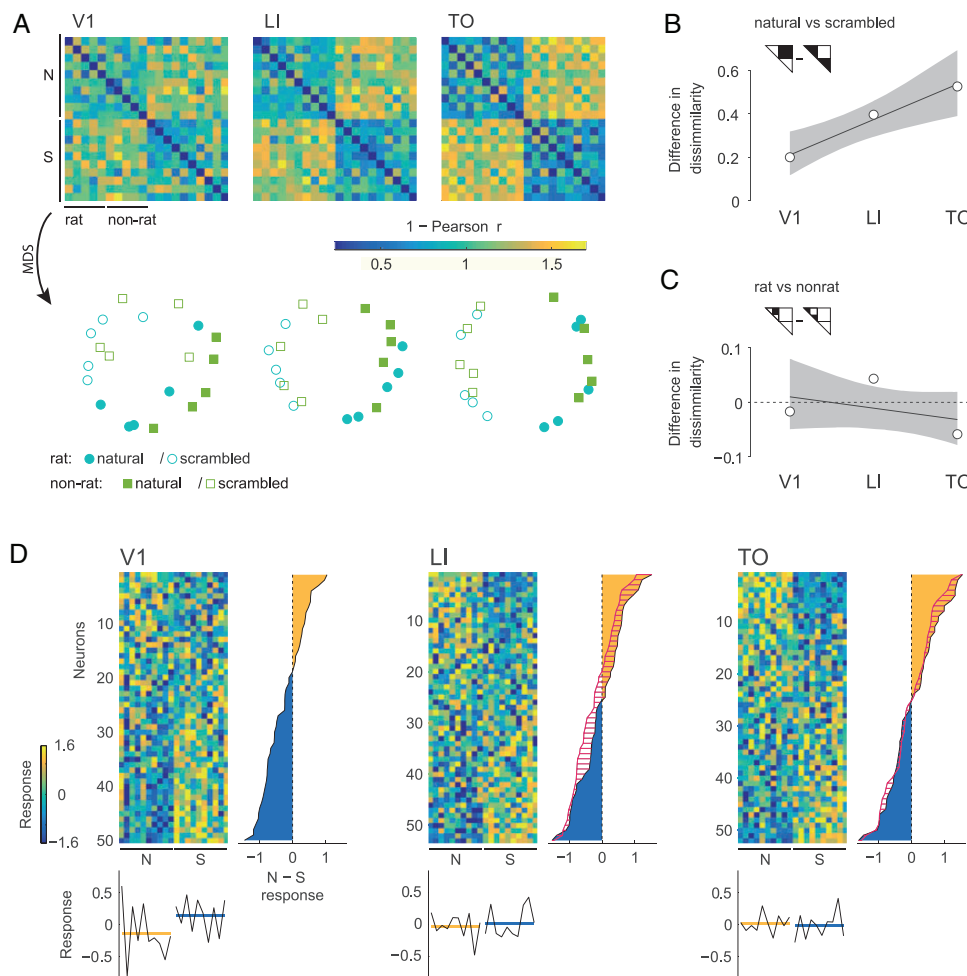 A
V1
LI
TO
N
S
rat
non-rat
MDS
1 − Pearson r
0.5
1
1.5
rat:
natural
/
scrambled
non-rat:
natural
/
scrambled
B
natural vs scrambled
−
Difference in
dissimilarity
0.6
0.4
0.2
0
V1
LI
TO
C
rat vs nonrat
−
Difference in
dissimilarity
0.1
0
−0.1
V1
LI
TO
D
V1
LI
TO
Neurons
10
20
30
40
50
10
20
30
40
50
10
20
30
40
50
Response
1.6
0
−1.6
N
S
−1
0
1
N − S
response
N
S
−1
0
1
N
S
−1
0
1
Response
0.5
0
−0.5
0.5
0
−0.5
0.5
0
−0.5